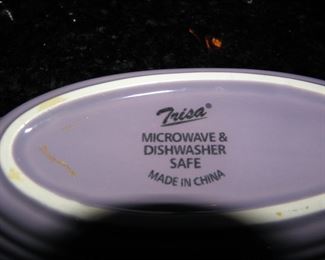 Trisa®
MICROWAVE &
DISHWASHER
SAFE
MADE IN CHINA